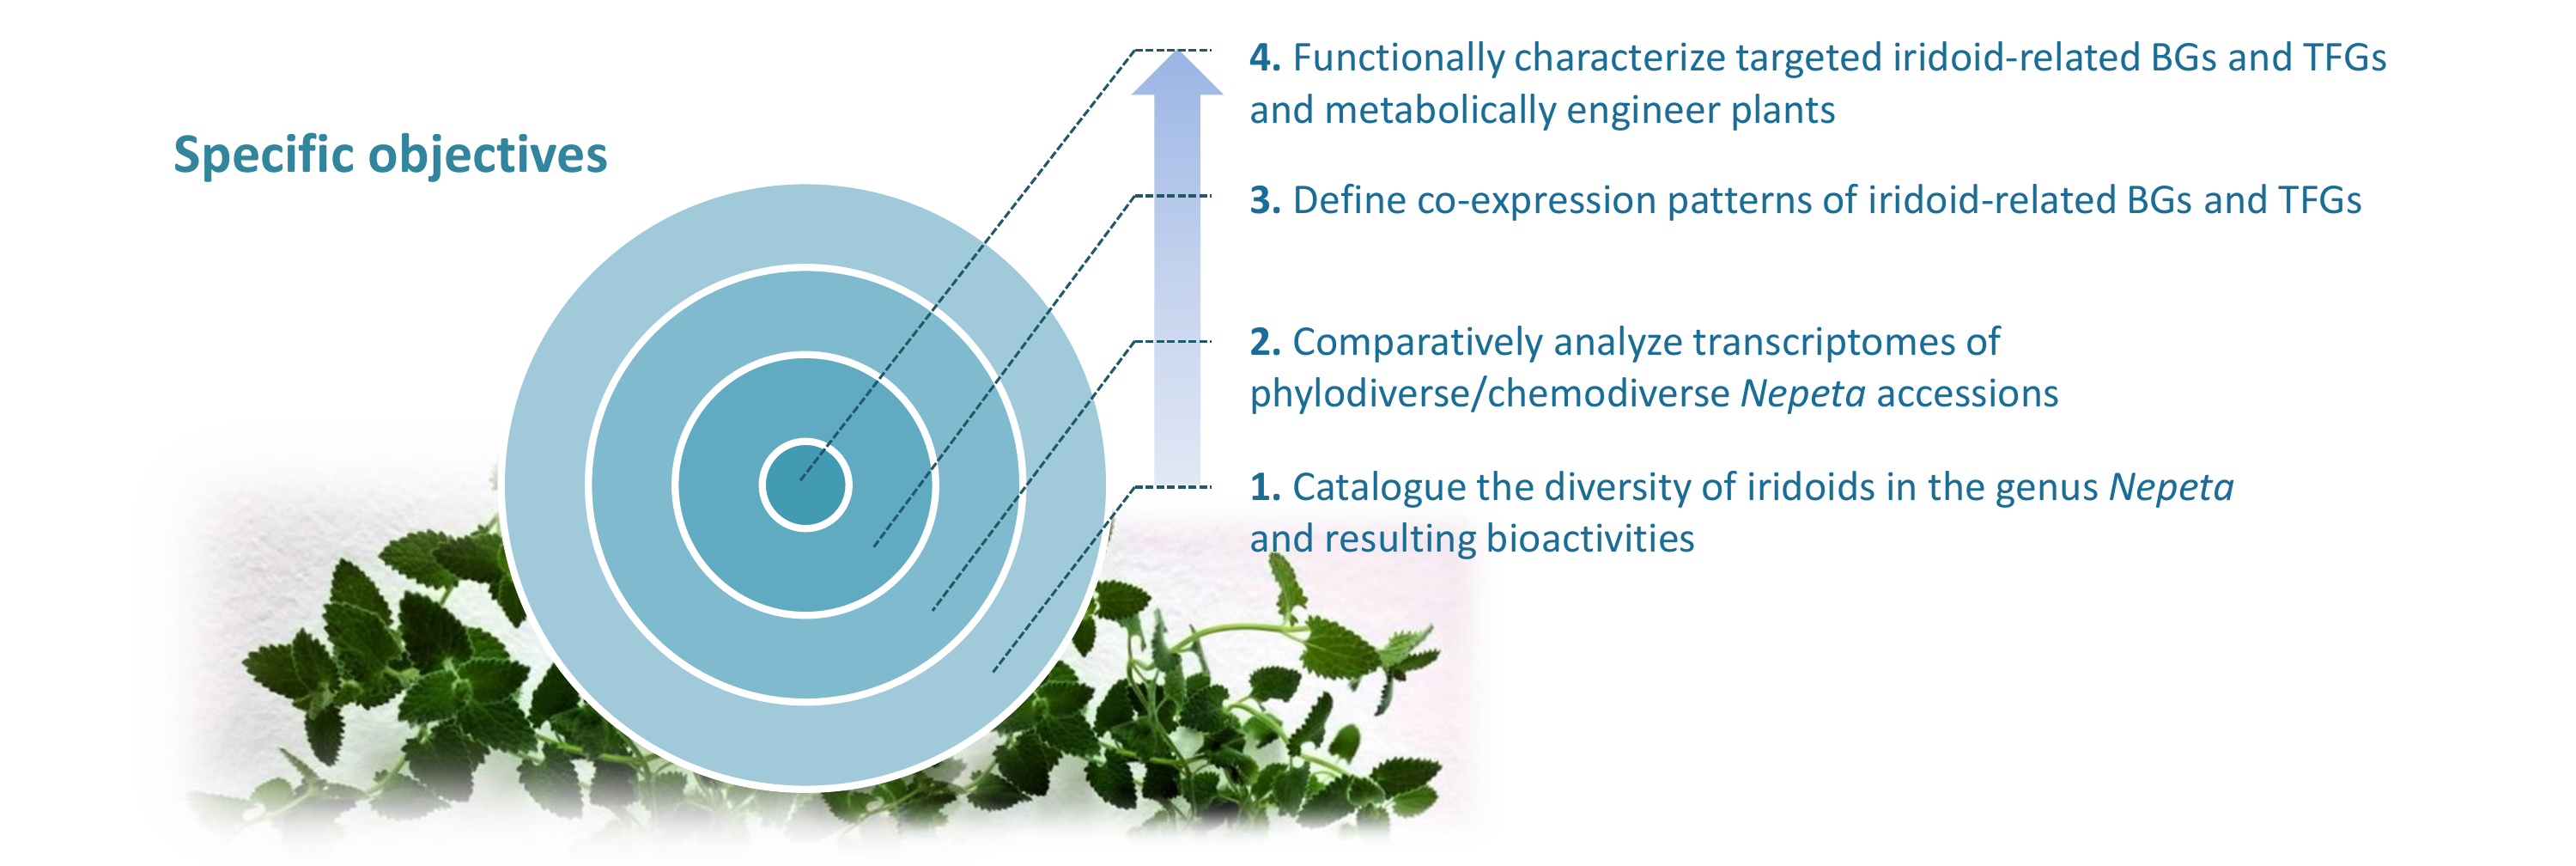 Specific objectives
4. Functionally characterize targeted iridoid-related BGs and TFGs
and metabolically engineer plants
3. Define co-expression patterns of iridoid-related BGs and TFGs
2. Comparatively analyze transcriptomes of
phylodiverse/chemodiverse Nepeta accessions
1. Catalogue the diversity of iridoids in the genus Nepeta
and resulting bioactivities